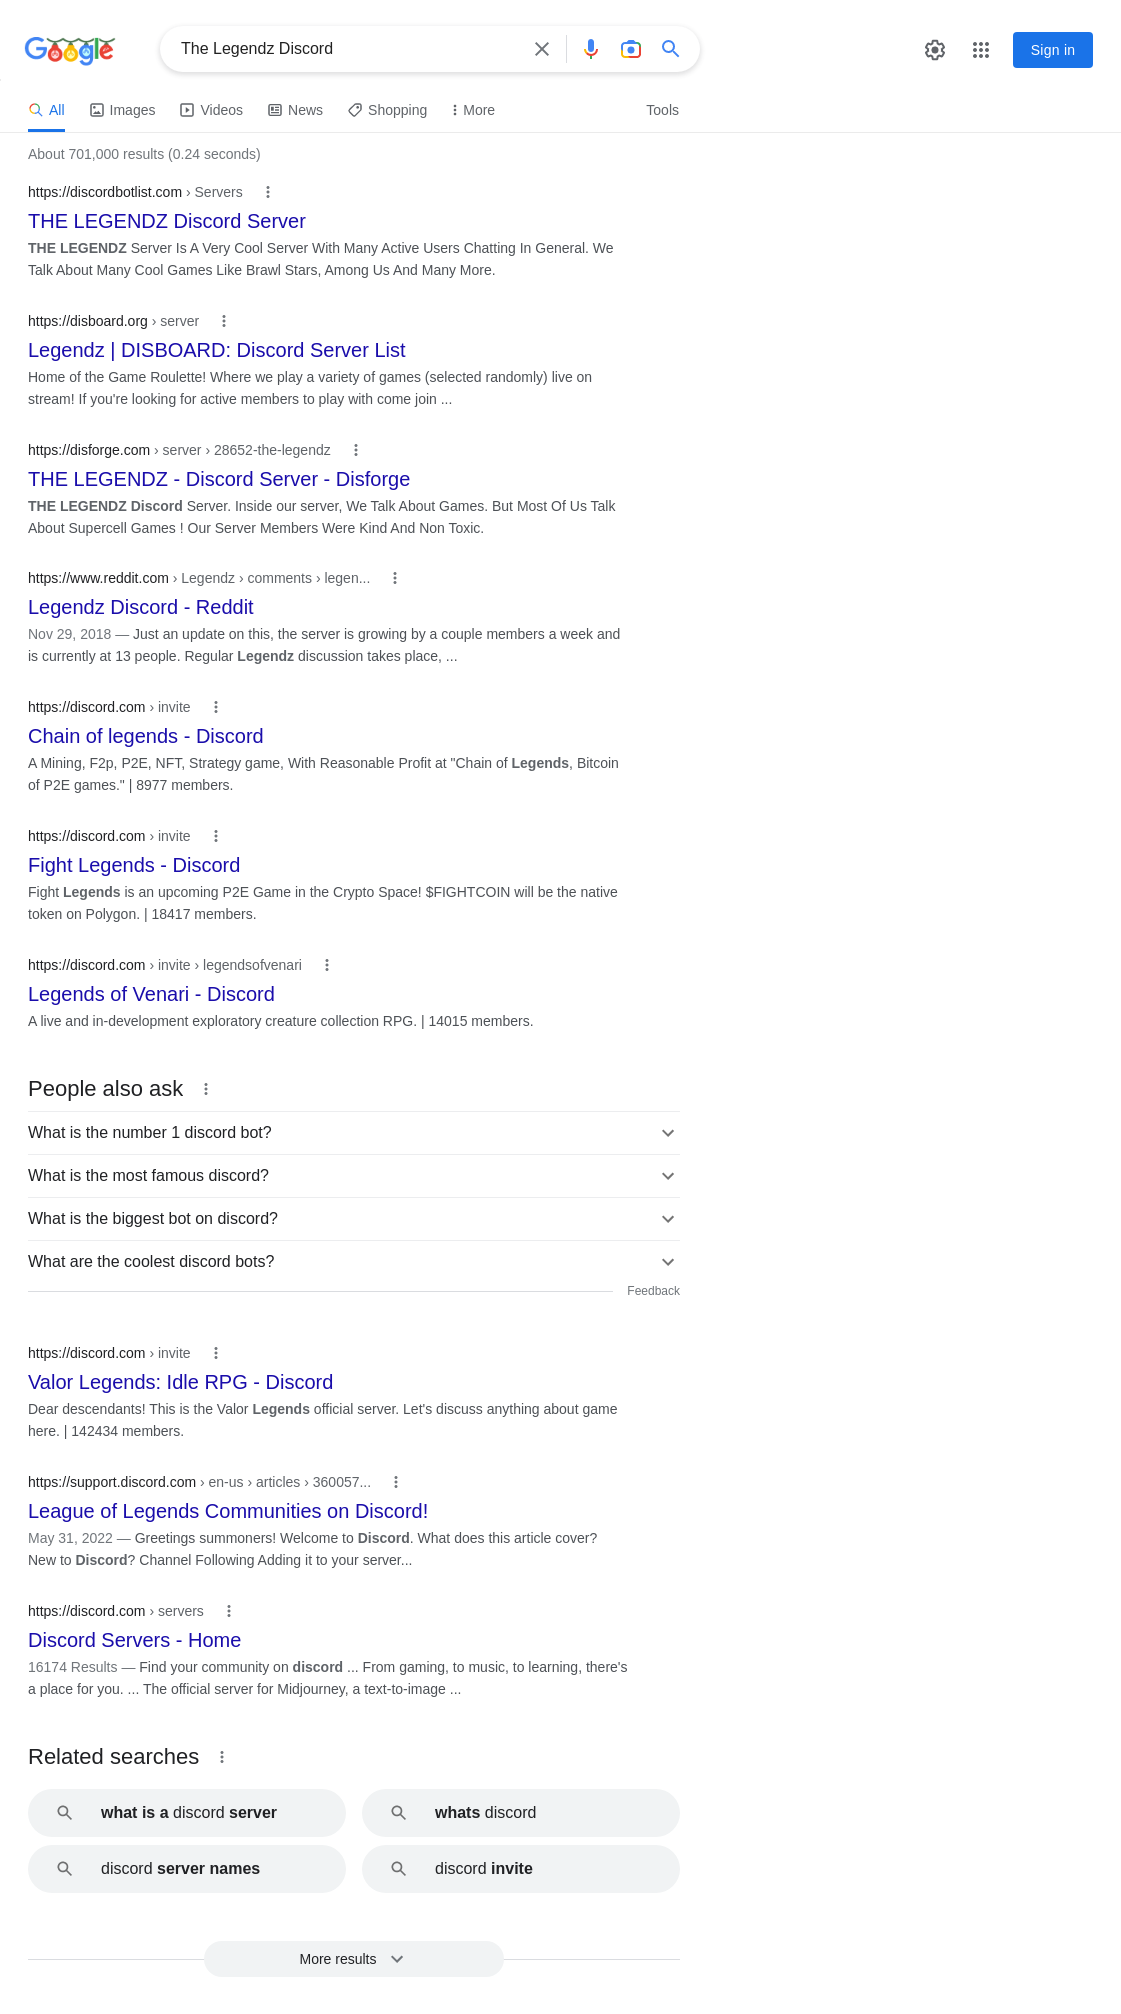 Google
The Legendz Discord
Sign in
All Images Videos News Shopping More Tools
About 701,000 results (0.24 seconds)
https://discordbotlist.com › Servers
THE LEGENDZ Discord Server
THE LEGENDZ Server Is A Very Cool Server With Many Active Users Chatting In General. We
Talk About Many Cool Games Like Brawl Stars, Among Us And Many More.
https://disboard.org › server
Legendz | DISBOARD: Discord Server List
Home of the Game Roulette! Where we play a variety of games (selected randomly) live on
stream! If you're looking for active members to play with come join ...
https://disforge.com › server › 28652-the-legendz
THE LEGENDZ - Discord Server - Disforge
THE LEGENDZ Discord Server. Inside our server, We Talk About Games. But Most Of Us Talk
About Supercell Games ! Our Server Members Were Kind And Non Toxic.
https://www.reddit.com › Legendz › comments › legen...
Legendz Discord - Reddit
Nov 29, 2018 — Just an update on this, the server is growing by a couple members a week and
is currently at 13 people. Regular Legendz discussion takes place, ...
https://discord.com › invite
Chain of legends - Discord
A Mining, F2p, P2E, NFT, Strategy game, With Reasonable Profit at "Chain of Legends, Bitcoin
of P2E games." | 8977 members.
https://discord.com › invite
Fight Legends - Discord
Fight Legends is an upcoming P2E Game in the Crypto Space! $FIGHTCOIN will be the native
token on Polygon. | 18417 members.
https://discord.com › invite › legendsofvenari
Legends of Venari - Discord
A live and in-development exploratory creature collection RPG. | 14015 members.
People also ask
What is the number 1 discord bot?
What is the most famous discord?
What is the biggest bot on discord?
What are the coolest discord bots?
Feedback
https://discord.com › invite
Valor Legends: Idle RPG - Discord
Dear descendants! This is the Valor Legends official server. Let's discuss anything about game
here. | 142434 members.
https://support.discord.com › en-us › articles › 360057...
League of Legends Communities on Discord!
May 31, 2022 — Greetings summoners! Welcome to Discord. What does this article cover?
New to Discord? Channel Following Adding it to your server...
https://discord.com › servers
Discord Servers - Home
16174 Results — Find your community on discord ... From gaming, to music, to learning, there's
a place for you. ... The official server for Midjourney, a text-to-image ...
Related searches
what is a discord server
whats discord
discord server names
discord invite
More results